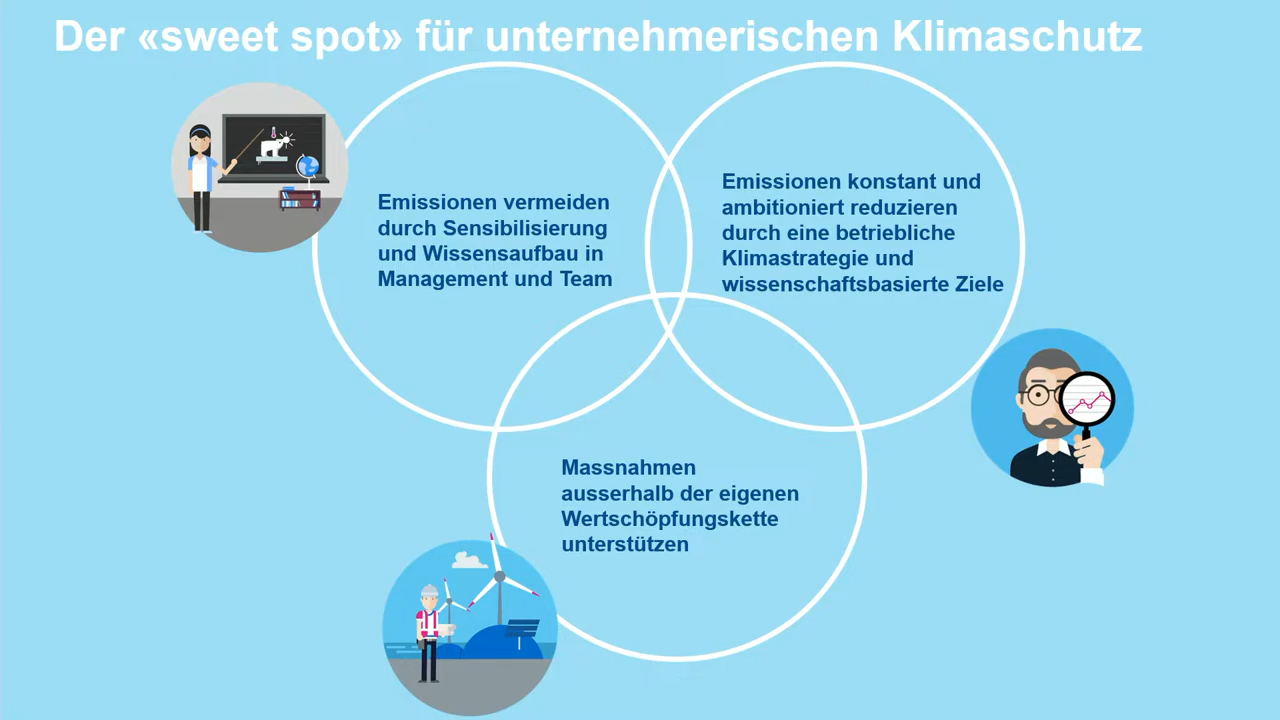 Der «sweet spot» für unternehmerischen Klimaschutz
Emissionen vermeiden
durch Sensibilisierung
und Wissensaufbau in
Management und Team
Emissionen konstant und
ambitioniert reduzieren
durch eine betriebliche
Klimastrategie und
wissenschaftsbasierte Ziele
Massnahmen
ausserhalb der eigenen
Wertschöpfungskette
unterstützen